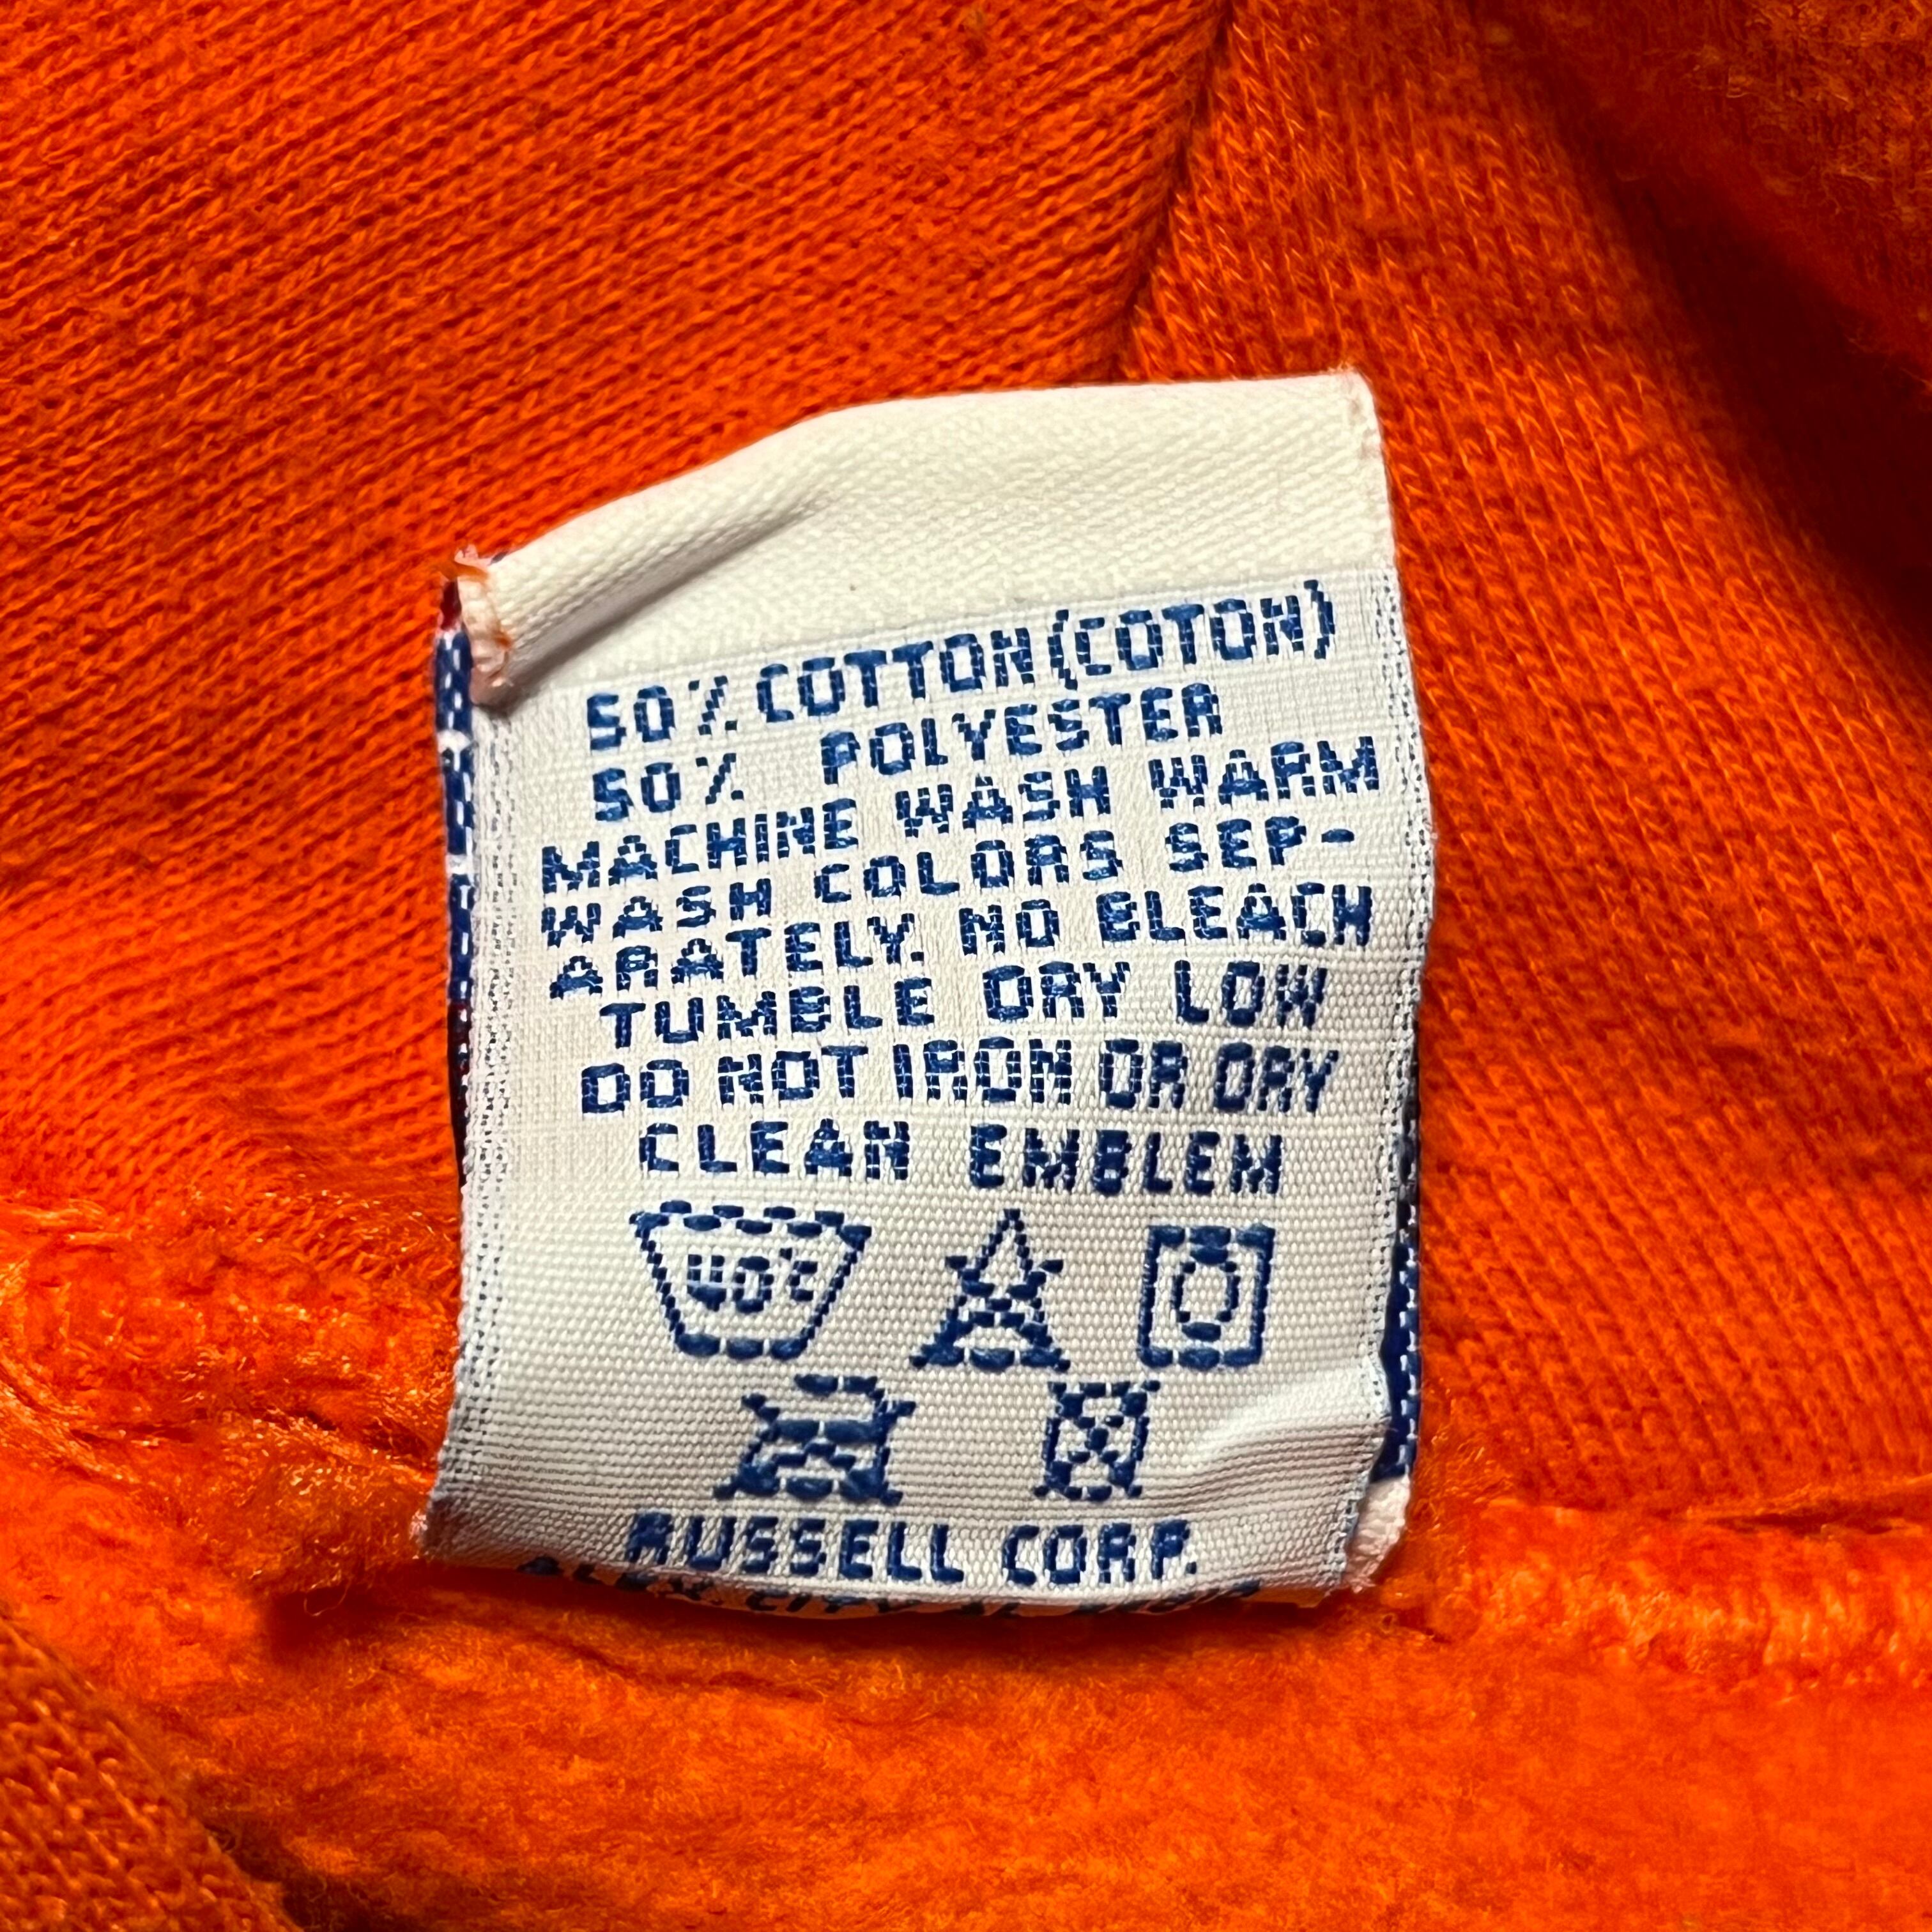 50% COTTON (COTON)
50% POLYESTER
MACHINE WASH WARM
WASH COLORS SEP-
ARATELY. NO BLEACH
TUMBLE DRY LOW
DO NOT IRON OR DRY
CLEAN EMBLEM
40°c
RUSSELL CORP.